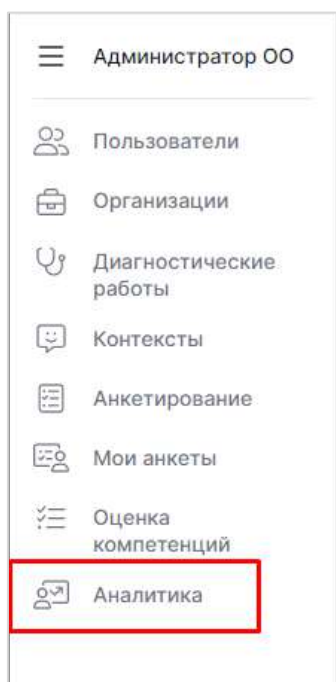 Администратор ОО
Пользователи
Организации
Диагностические
работы
Контексты
Анкетирование
Мои анкеты
Оценка
компетенций
Аналитика